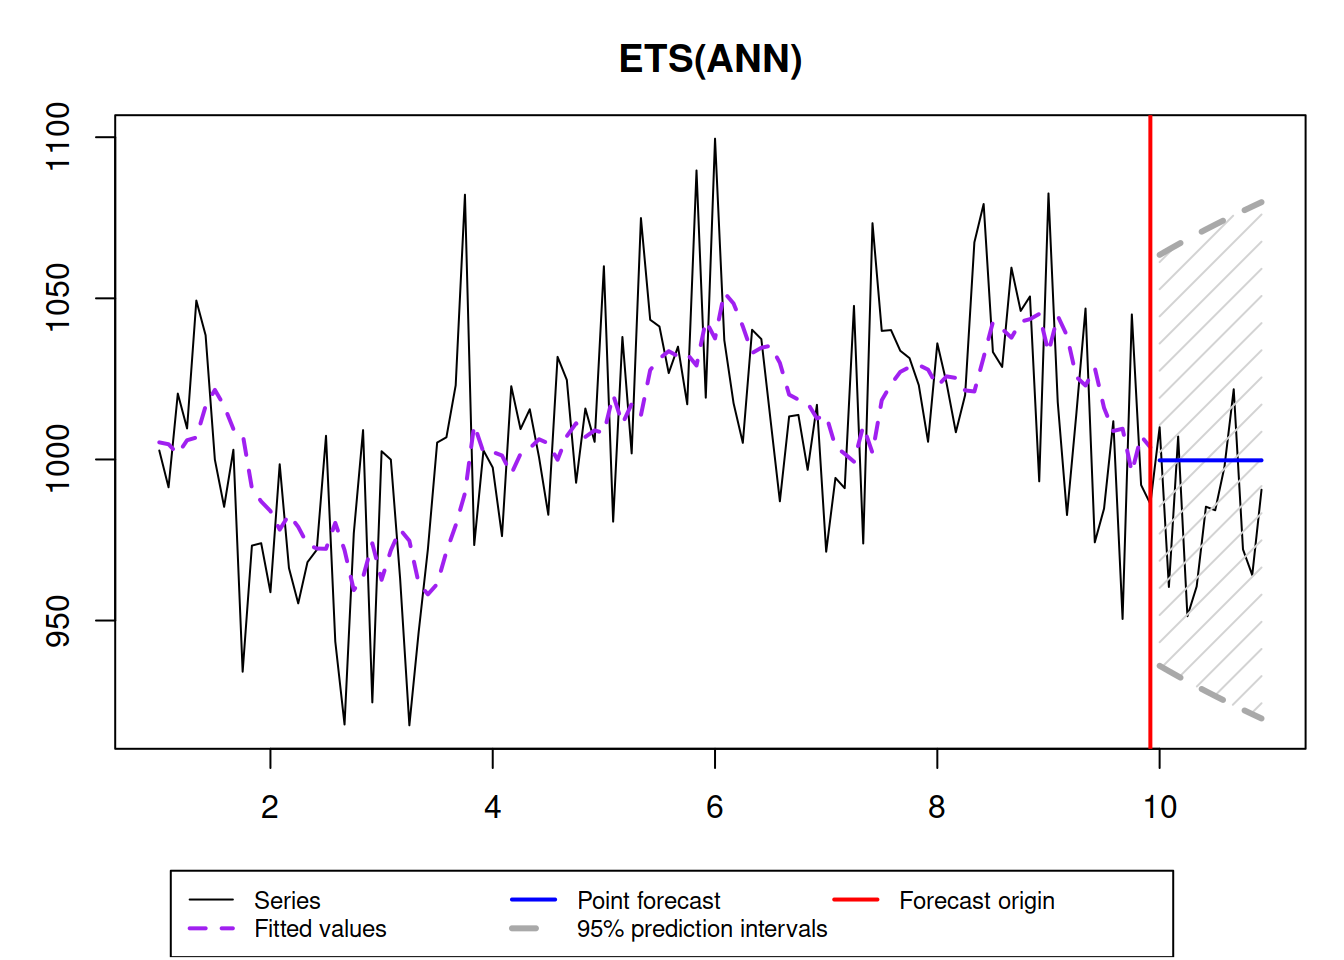 ETS(ANN)
1100
1050
1000
950
2 4 6 8 10
Series Point forecast Forecast origin
Fitted values 95% prediction intervals